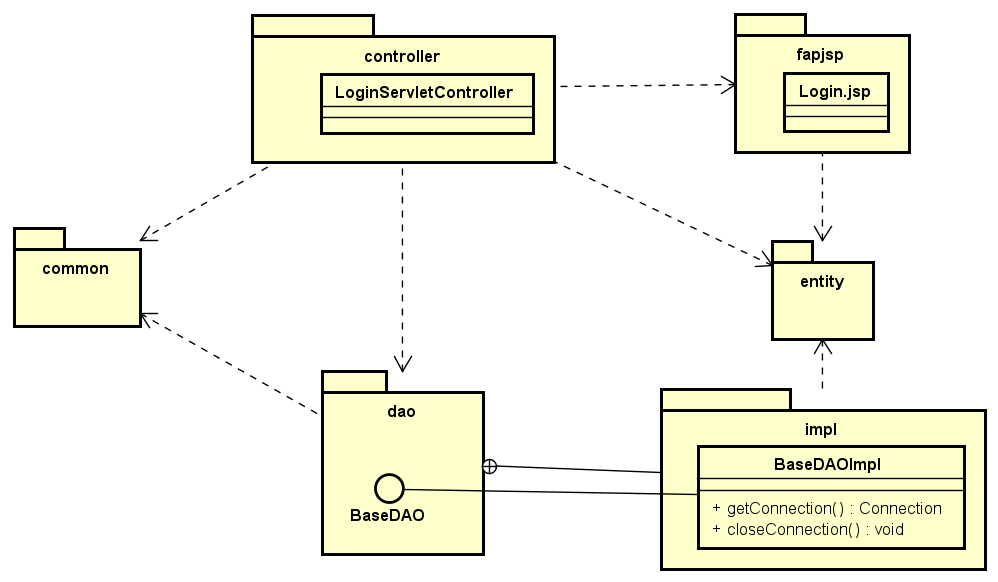 controller
LoginServletController
fapjsp
Login.jsp
common
entity
dao
BaseDAO
impl
BaseDAOImpl
+ getConnection() : Connection
+ closeConnection() : void